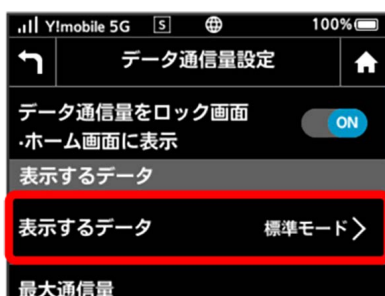 Y!mobile 5G S 100%
データ通信量設定
データ通信量をロック画面
・ホーム画面に表示
ON
表示するデータ
表示するデータ 標準モード
最大通信量